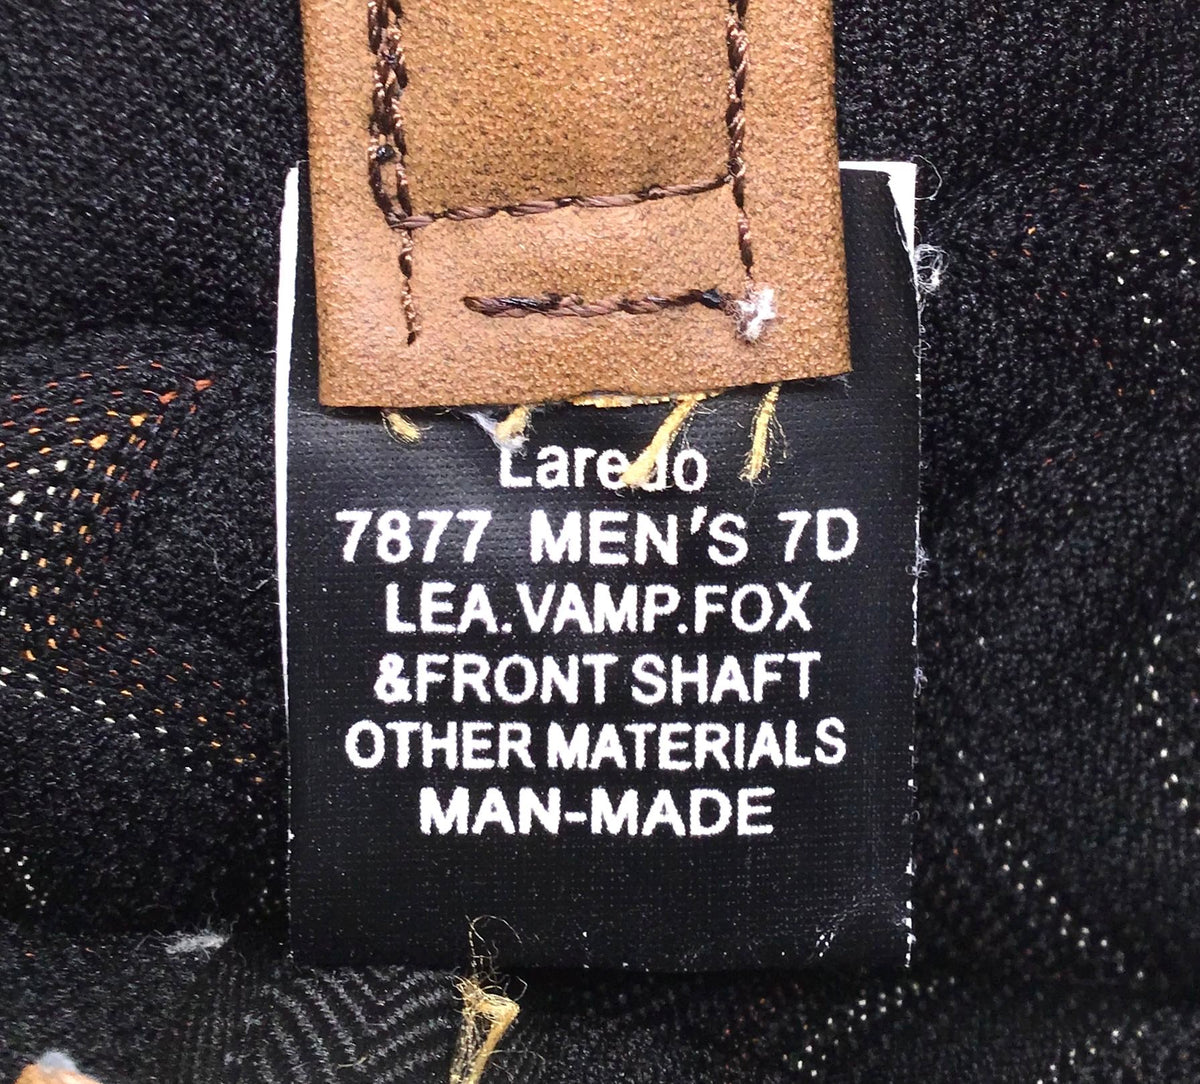 Laredo
7877 MEN'S 7D
LEA.VAMP.FOX
&FRONT SHAFT
OTHER MATERIALS
MAN-MADE